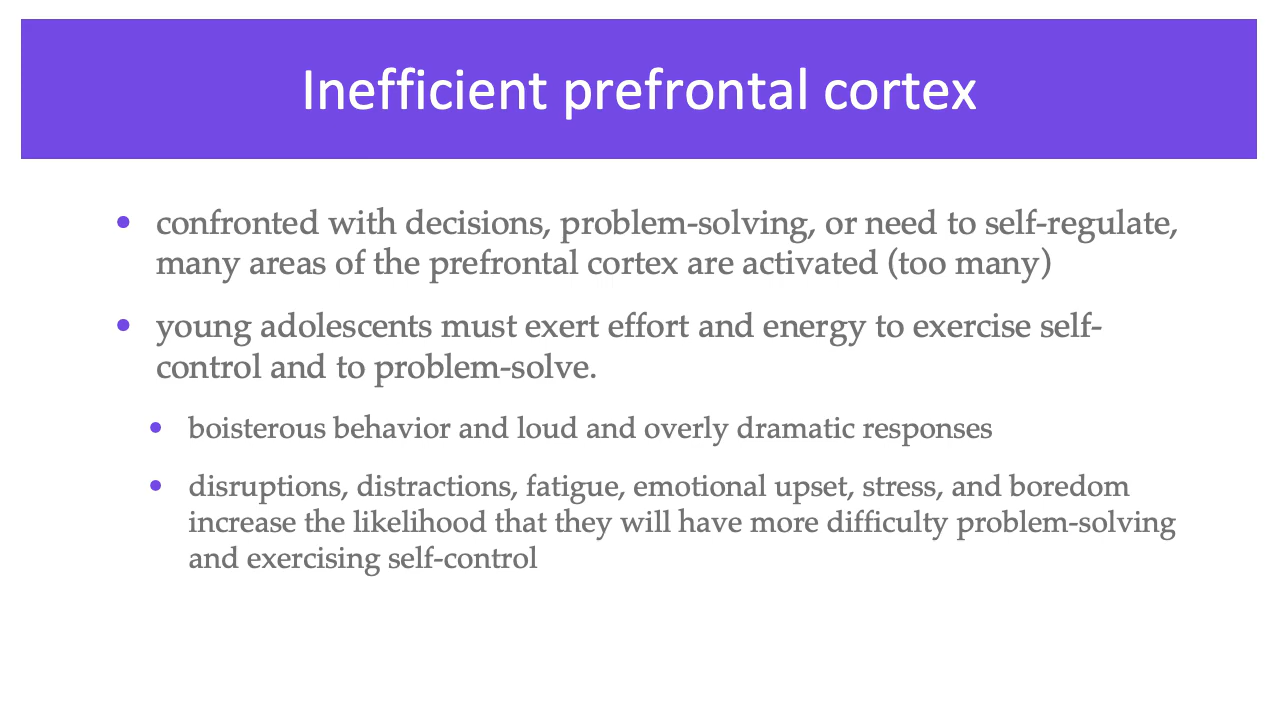 Inefficient prefrontal cortex
• confronted with decisions, problem-solving, or need to self-regulate,
many areas of the prefrontal cortex are activated (too many)
• young adolescents must exert effort and energy to exercise self-
control and to problem-solve.
• boisterous behavior and loud and overly dramatic responses
• disruptions, distractions, fatigue, emotional upset, stress, and boredom
increase the likelihood that they will have more difficulty problem-solving
and exercising self-control